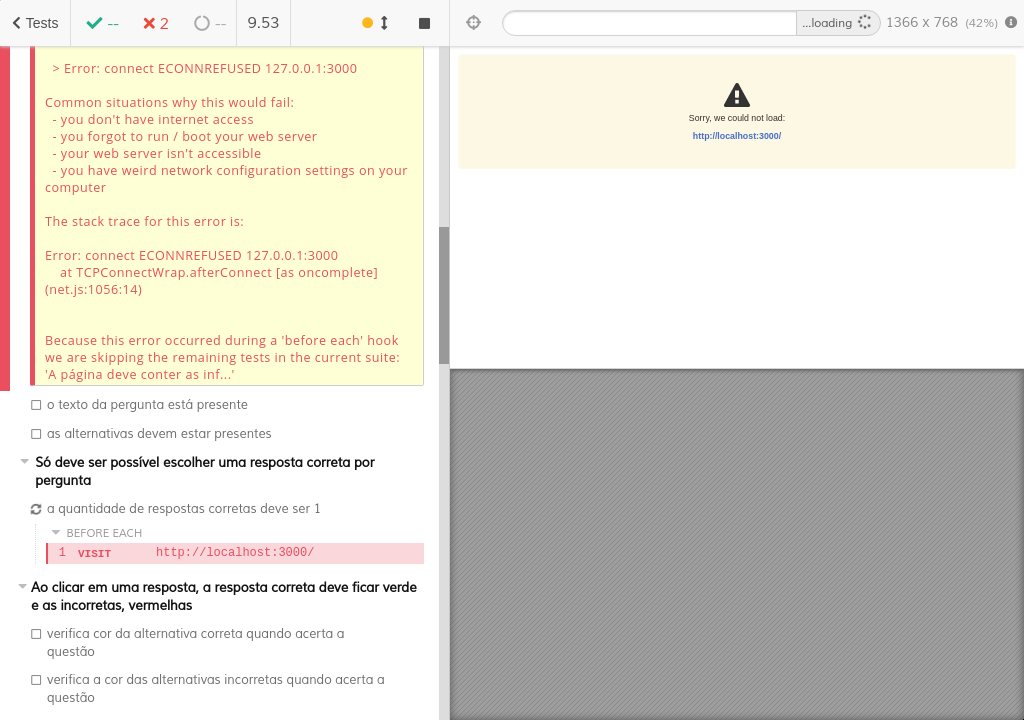 Tests
--
2
--
9.53
...loading
1366 x 768 (42%)
> Error: connect ECONNREFUSED 127.0.0.1:3000
Common situations why this would fail:
- you don't have internet access
- you forgot to run / boot your web server
- your web server isn't accessible
- you have weird network configuration settings on your
computer
The stack trace for this error is:
Error: connect ECONNREFUSED 127.0.0.1:3000
at TCPConnectWrap.afterConnect [as oncomplete]
(net.js:1056:14)
Because this error occurred during a 'before each' hook
we are skipping the remaining tests in the current suite:
'A página deve conter as inf...'
o texto da pergunta está presente
as alternativas devem estar presentes
Só deve ser possível escolher uma resposta correta por
pergunta
a quantidade de respostas corretas deve ser 1
BEFORE EACH
1 VISIT http://localhost:3000/
Ao clicar em uma resposta, a resposta correta deve ficar verde
e as incorretas, vermelhas
verifica cor da alternativa correta quando acerta a
questão
verifica a cor das alternativas incorretas quando acerta a
questão
Sorry, we could not load:
http://localhost:3000/